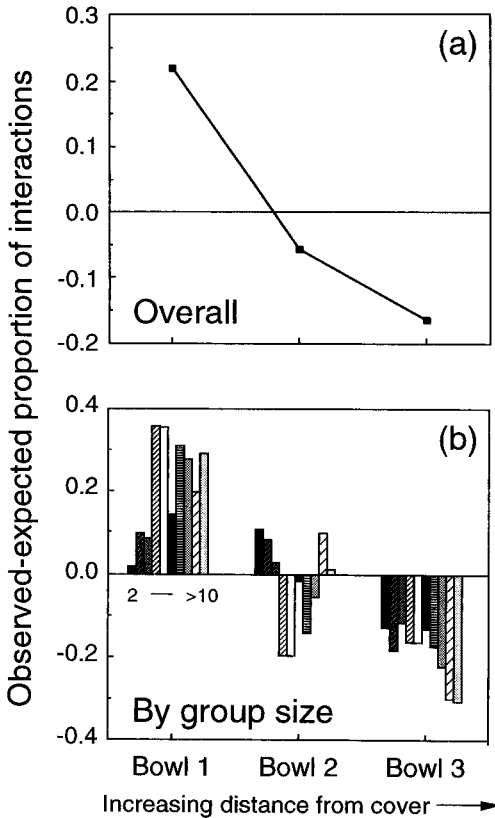 Observed-expected proportion of interactions
0.3
(a)
0.2
0.1
0.0
-0.1
Overall
-0.2
0.4
(b)
0.2
0.0
2 — >10
-0.2
By group size
-0.4
Bowl 1 Bowl 2 Bowl 3
Increasing distance from cover